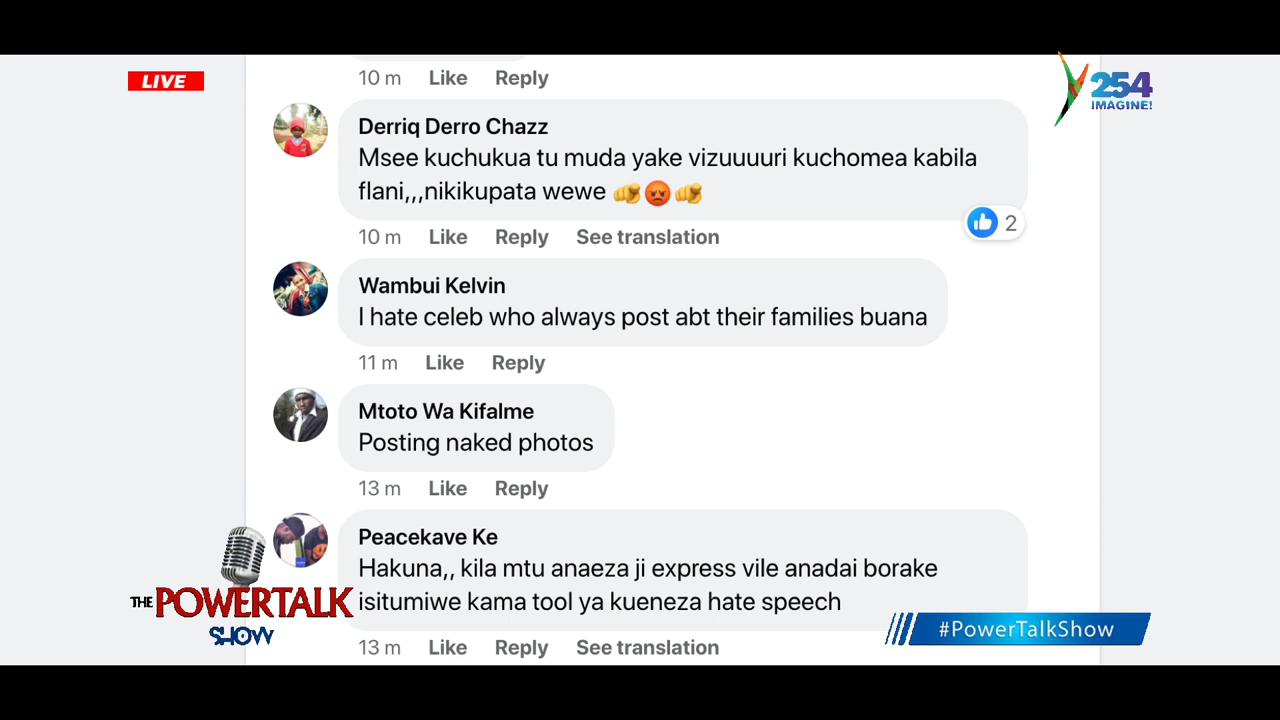 LIVE
254
IMAGINE!
10 m Like Reply
Derriq Derro Chazz
Msee kuchukua tu muda yake vizuuuuri kuchomea kabila
flani,,,nikikupata wewe 🫵😡🫵
2
10 m Like Reply See translation
Wambui Kelvin
I hate celeb who always post abt their families buana
11 m Like Reply
Mtoto Wa Kifalme
Posting naked photos
13 m Like Reply
Peacekave Ke
Hakuna,, kila mtu anaeza ji express vile anadai borake
isitumiwe kama tool ya kueneza hate speech
13 m Like Reply See translation
THE POWERTALK
SHOW
#PowerTalkShow